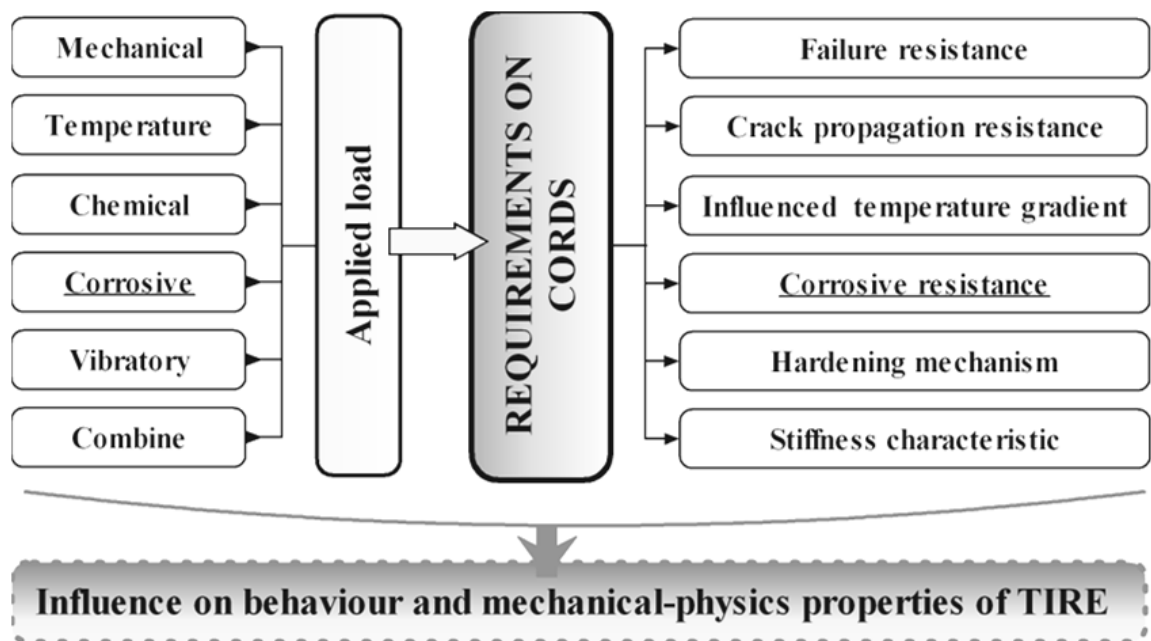 Mechanical
Temperature
Chemical
Corrosive
Vibratory
Combine
Applied load
REQUIREMENTS ON
CORDS
Failure resistance
Crack propagation resistance
Influenced temperature gradient
Corrosive resistance
Hardening mechanism
Stiffness characteristic
Influence on behaviour and mechanical-physics properties of TIRE